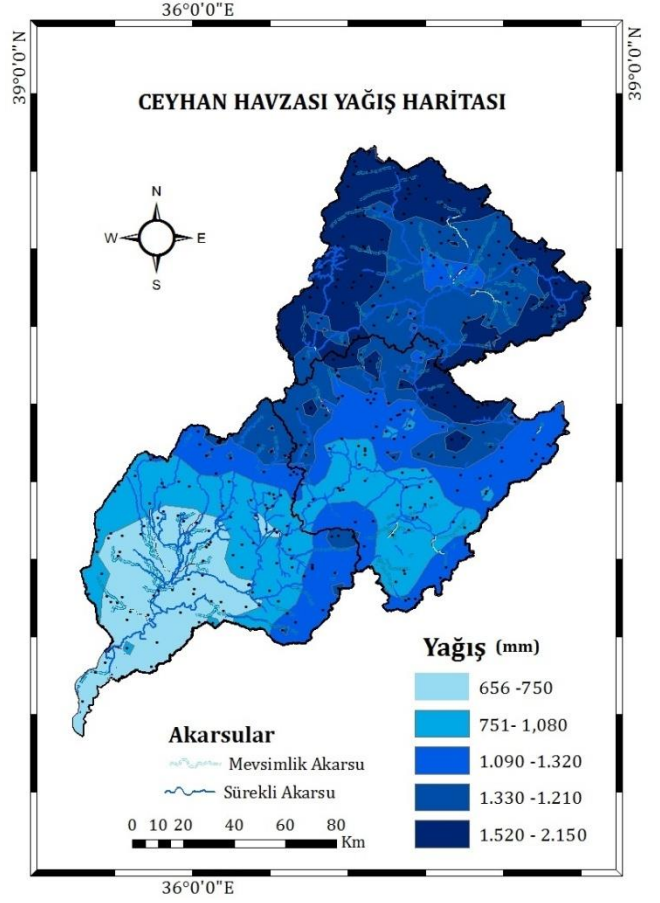 36°0'0"E
39°0'0"N
39°0'0"N
CEYHAN HAVZASI YAĞIŞ HARİTASI
N
W E
S
Yağış (mm)
656 -750
751- 1,080
1.090 -1.320
1.330 -1.210
1.520 - 2.150
Akarsular
Mevsimlik Akarsu
Sürekli Akarsu
0 10 20 40 60 80
Km
36°0'0"E